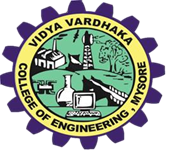 VIDYA VARDHAKA
COLLEGE OF ENGINEERING, MYSORE